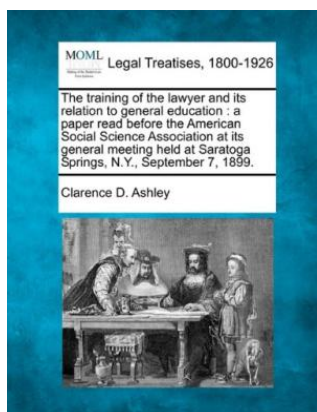 MOML
Legal Treatises, 1800-1926
The training of the lawyer and its
relation to general education : a
paper read before the American
Social Science Association at its
general meeting held at Saratoga
Springs, N.Y., September 7, 1899.
Clarence D. Ashley